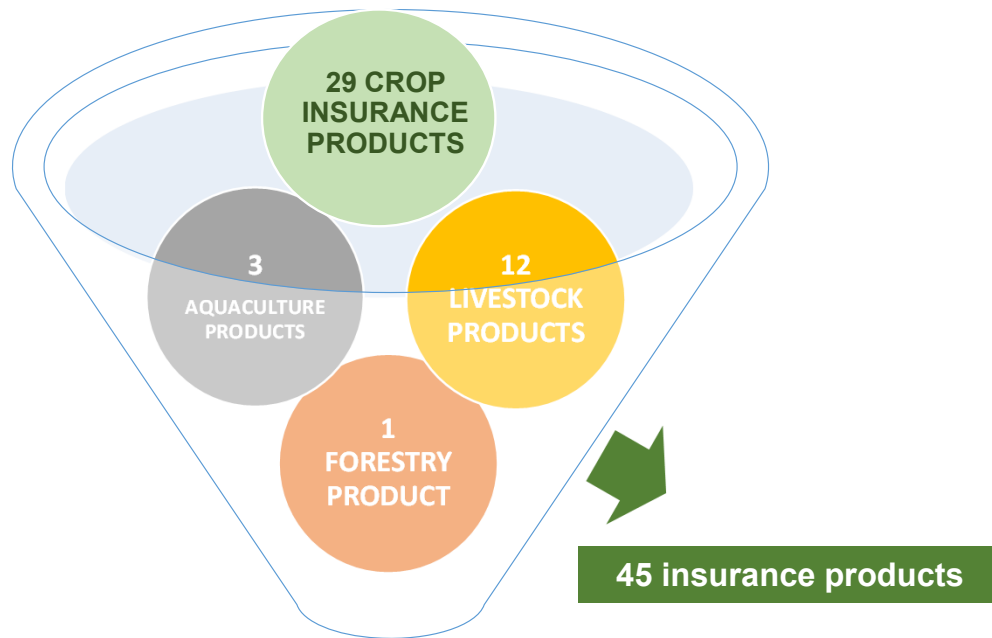 29 CROP
INSURANCE
PRODUCTS
3
AQUACULTURE
PRODUCTS
12
LIVESTOCK
PRODUCTS
1
FORESTRY
PRODUCT
45 insurance products